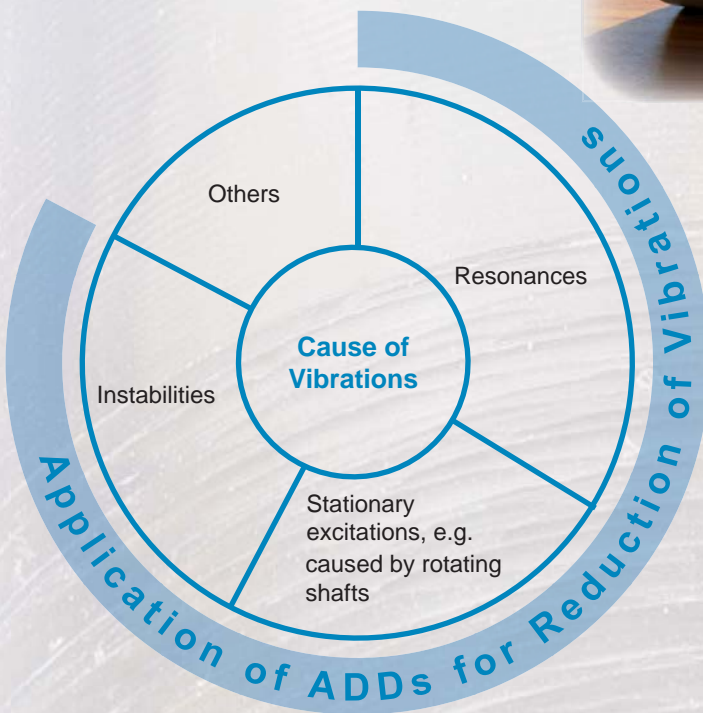 Others
Resonances
Cause of
Vibrations
Instabilities
Stationary
excitations, e.g.
caused by rotating
shafts
Application of ADDs for Reduction of Vibrations